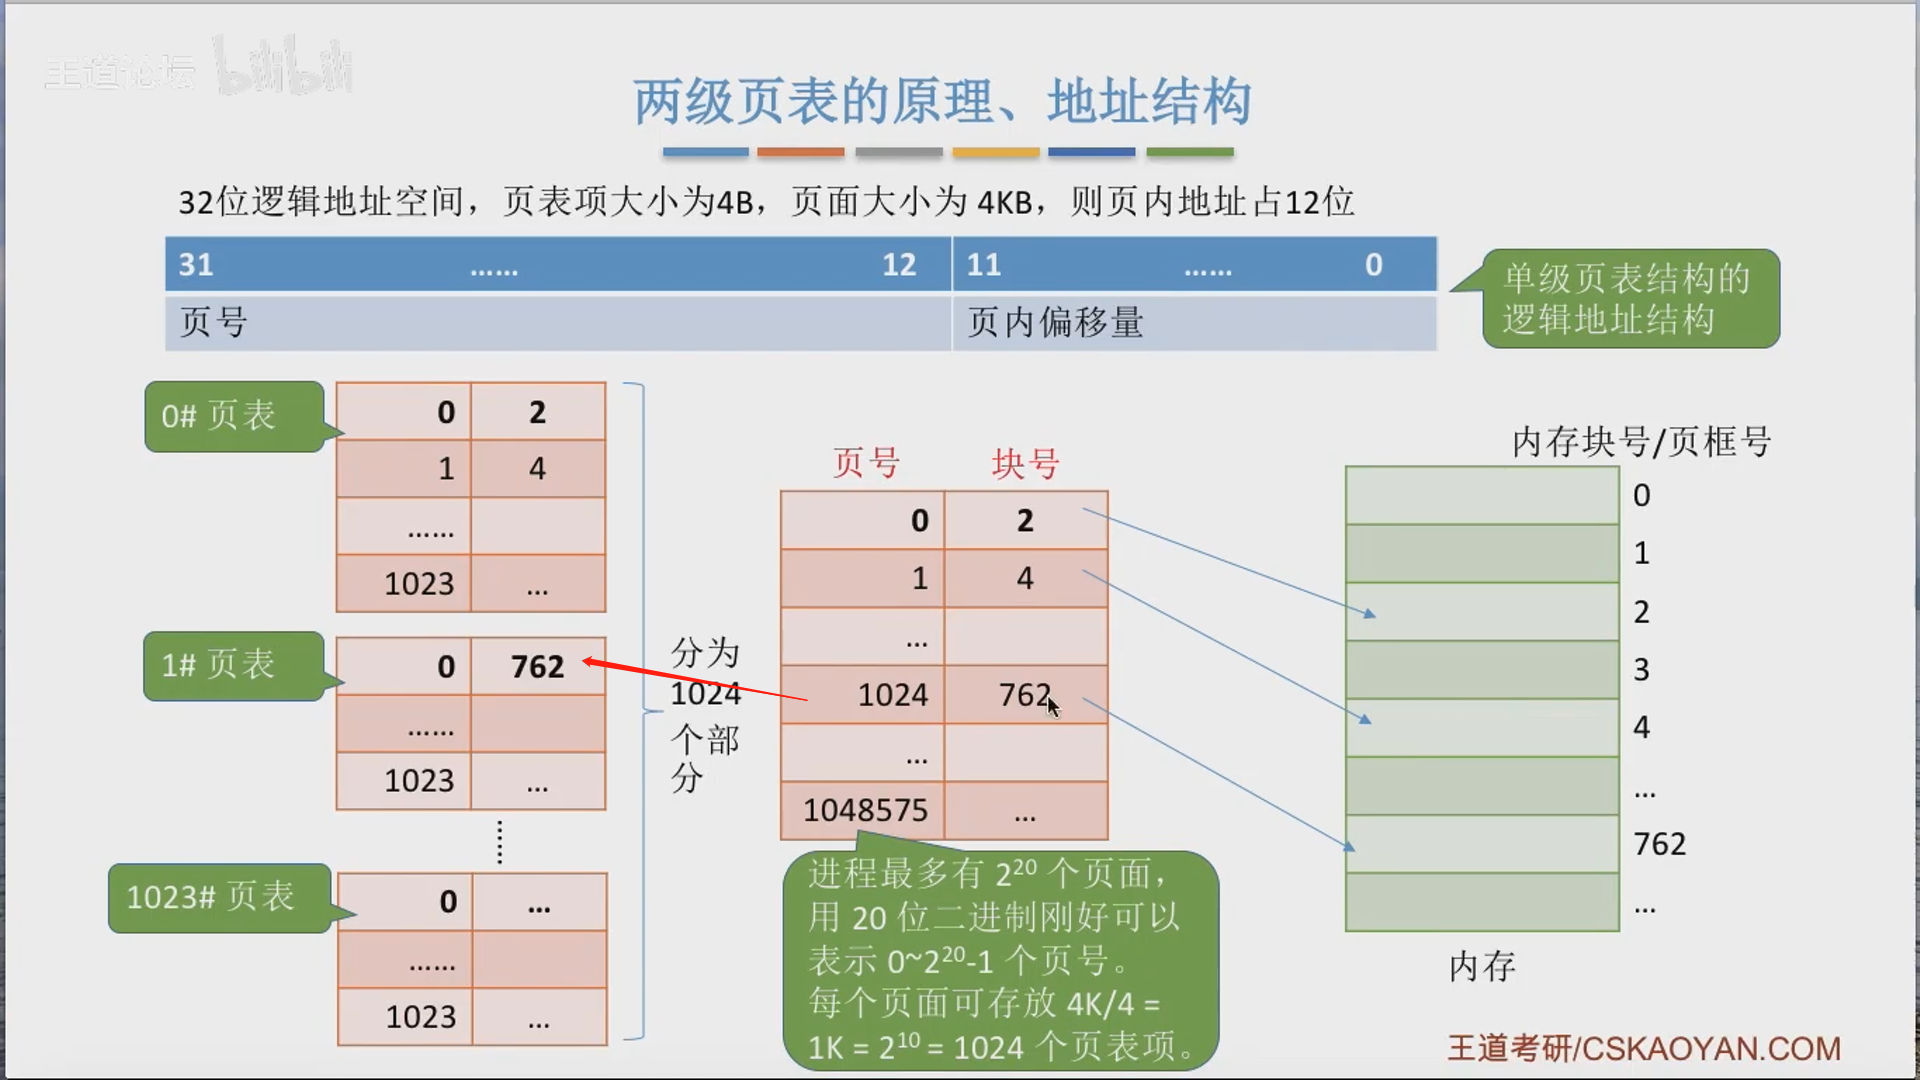 王道论坛 bilibili
两级页表的原理、地址结构
32位逻辑地址空间，页表项大小为4B，页面大小为 4KB，则页内地址占12位
31 …… 12 11 …… 0
页号 页内偏移量
单级页表结构的
逻辑地址结构
0# 页表
0 2
1 4
……
1023 ...
1# 页表
0 762
……
1023 ...
1023# 页表
0 ...
……
1023 ...
分为
1024
个部
分
页号 块号
0 2
1 4
...
1024 762
...
1048575 ...
进程最多有 2²⁰ 个页面，
用 20 位二进制刚好可以
表示 0~2²⁰-1 个页号。
每个页面可存放 4K/4 =
1K = 2¹⁰ = 1024 个页表项。
内存块号/页框号
0
1
2
3
4
...
762
...
内存
王道考研/CSKAOYAN.COM